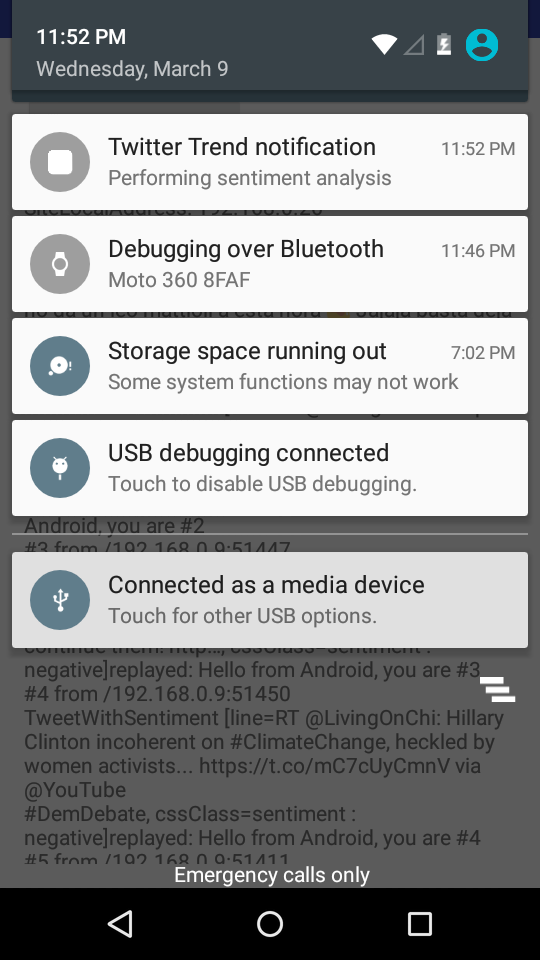 11:52 PM
Wednesday, March 9
Twitter Trend notification 11:52 PM
Performing sentiment analysis
Debugging over Bluetooth 11:46 PM
Moto 360 8FAF
Storage space running out 7:02 PM
Some system functions may not work
USB debugging connected
Touch to disable USB debugging.
Android, you are #2
#3 from /192.168.0.9:51447
Connected as a media device
Touch for other USB options.
continue them! http…, cssClass=sentiment :
negative]replayed: Hello from Android, you are #3
#4 from /192.168.0.9:51450
TweetWithSentiment [line=RT @LivingOnChi: Hillary
Clinton incoherent on #ClimateChange, heckled by
women activists... https://t.co/mC7cUyCmnV via
@YouTube
#DemDebate, cssClass=sentiment :
negative]replayed: Hello from Android, you are #4
#5 from /192.168.0.9:51411
Emergency calls only